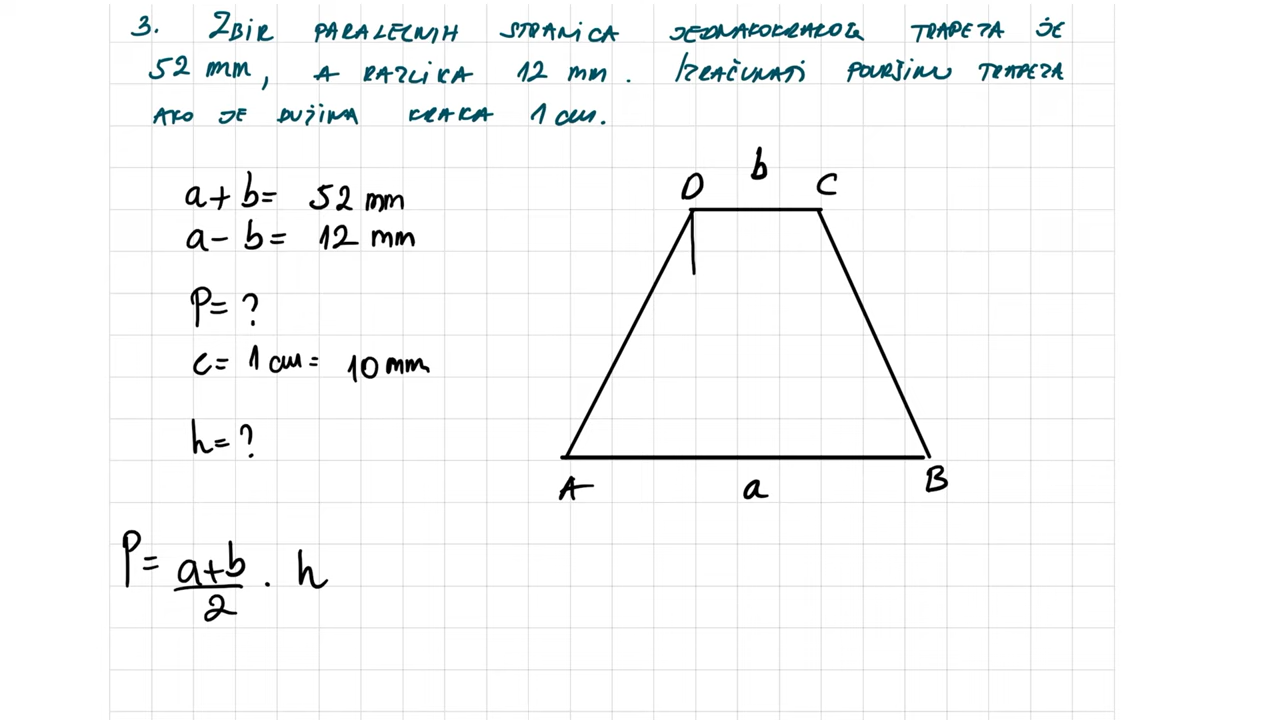 3. ZBIR PARALELNIH STRANICA JEDNAKOKRAKOG TRAPEZA JE
52 mm, A RAZLIKA 12 mm. IZRAČUNATI POVRŠINU TRAPEZA
AKO JE DUŽINA KRAKA 1 cm.
a+b= 52 mm
a-b= 12 mm
P= ?
c= 1 cm= 10 mm
h= ?
D b C
A a B
P= a+b/2 · h